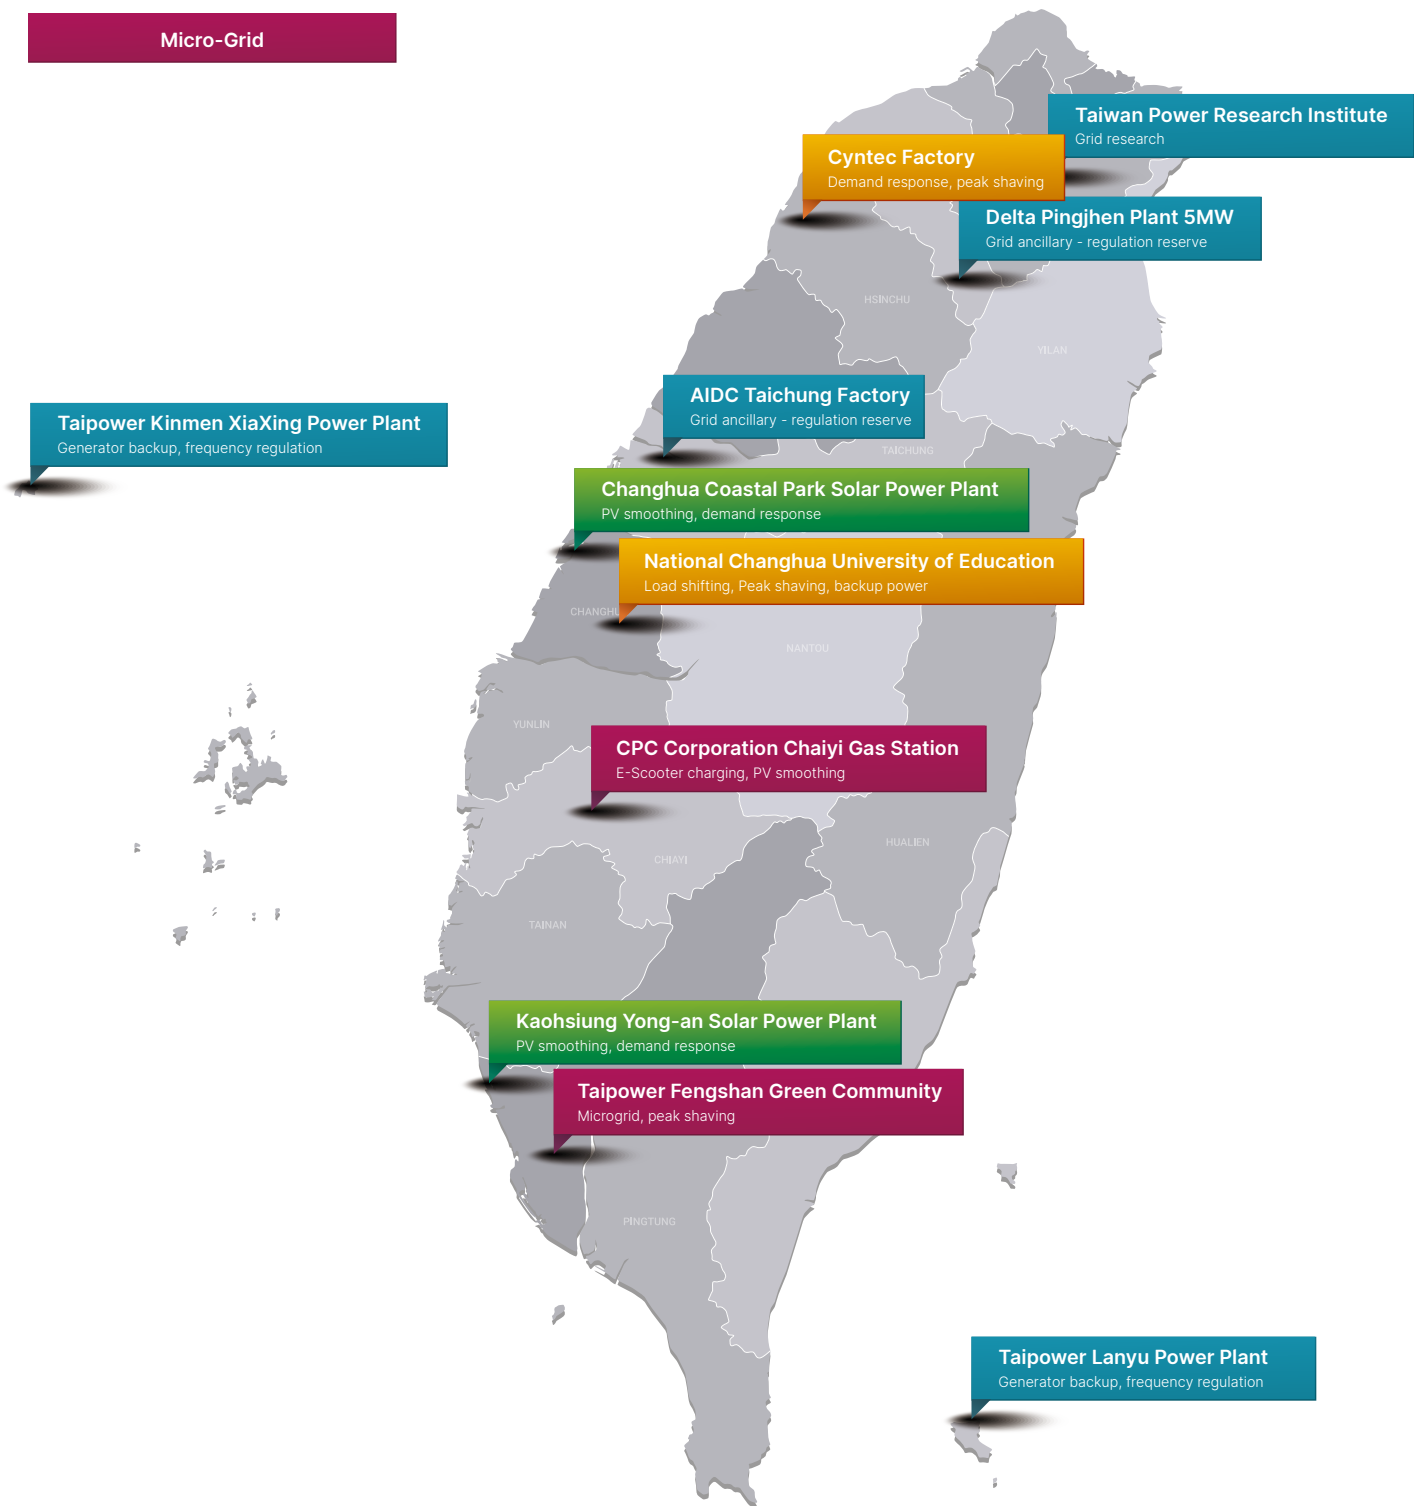 Micro-Grid
Taiwan Power Research Institute
Grid research
Cyntec Factory
Demand response, peak shaving
Delta Pingjhen Plant 5MW
Grid ancillary - regulation reserve
HSINCHU
YILAN
AIDC Taichung Factory
Grid ancillary - regulation reserve
Taipower Kinmen XiaXing Power Plant
Generator backup, frequency regulation
TAICHUNG
Changhua Coastal Park Solar Power Plant
PV smoothing, demand response
National Changhua University of Education
Load shifting, Peak shaving, backup power
CHANGHU
NANTOU
YUNLIN
CPC Corporation Chaiyi Gas Station
E-Scooter charging, PV smoothing
HUALIEN
CHIAYI
TAINAN
Kaohsiung Yong-an Solar Power Plant
PV smoothing, demand response
Taipower Fengshan Green Community
Microgrid, peak shaving
PINGTUNG
Taipower Lanyu Power Plant
Generator backup, frequency regulation